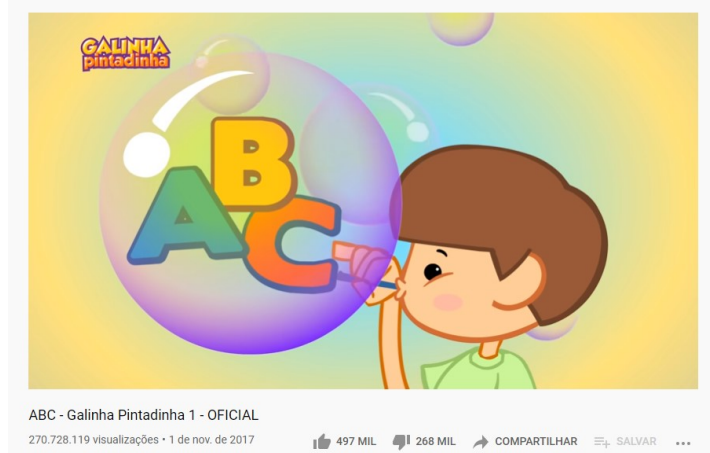 GALINHA
pintadinha
B
A C
ABC - Galinha Pintadinha 1 - OFICIAL
270.728.119 visualizações • 1 de nov. de 2017 497 MIL 268 MIL COMPARTILHAR SALVAR